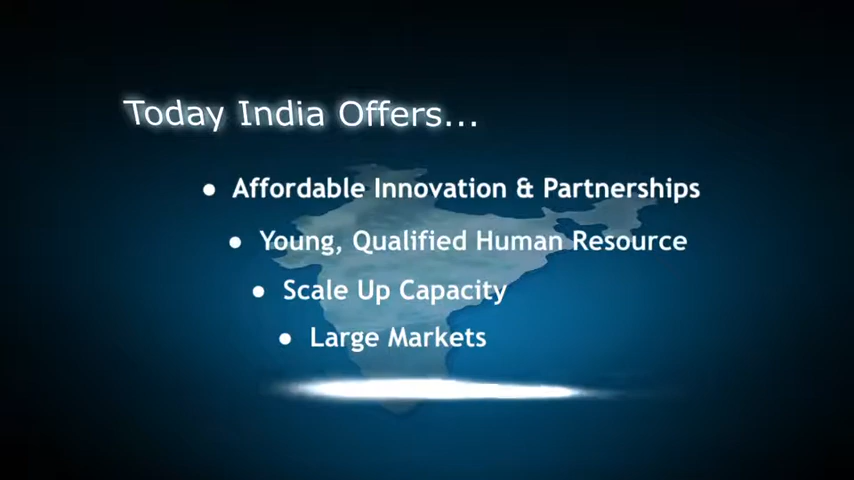 Today India Offers...
● Affordable Innovation & Partnerships
● Young, Qualified Human Resource
● Scale Up Capacity
● Large Markets